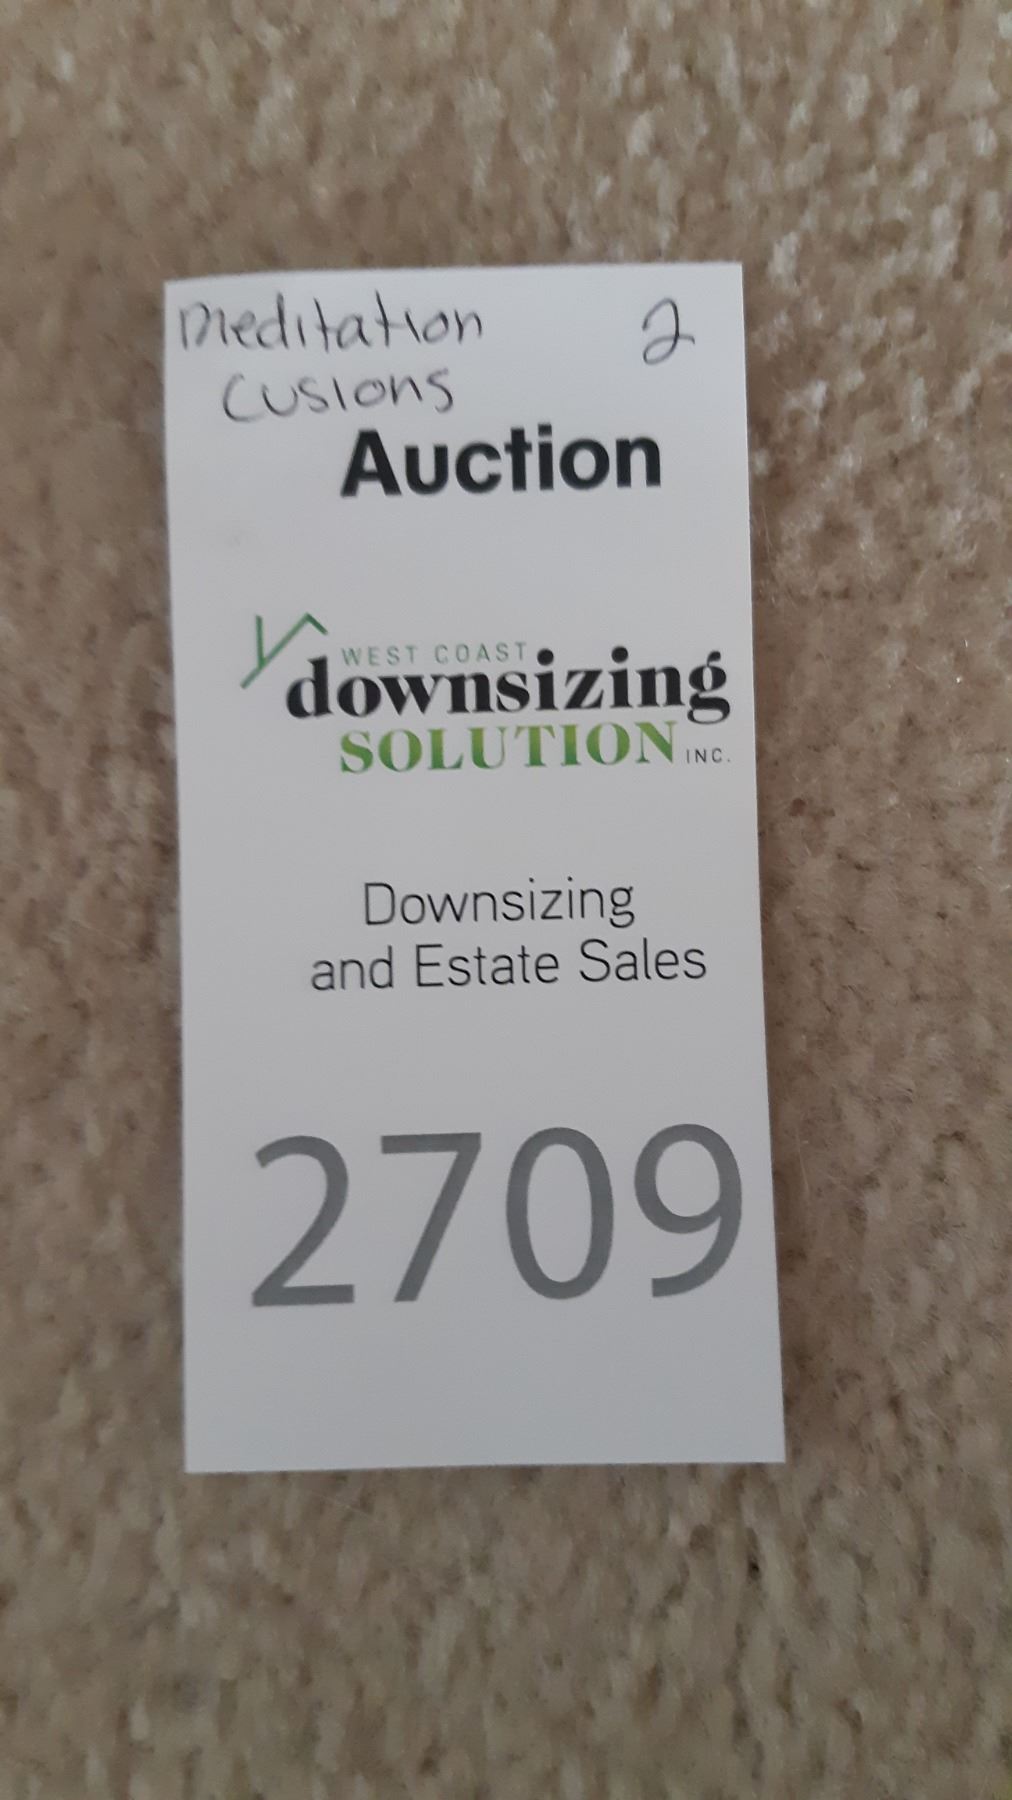 Meditation 2
Cusions
Auction
WEST COAST
downsizing
SOLUTION INC.
Downsizing
and Estate Sales
2709